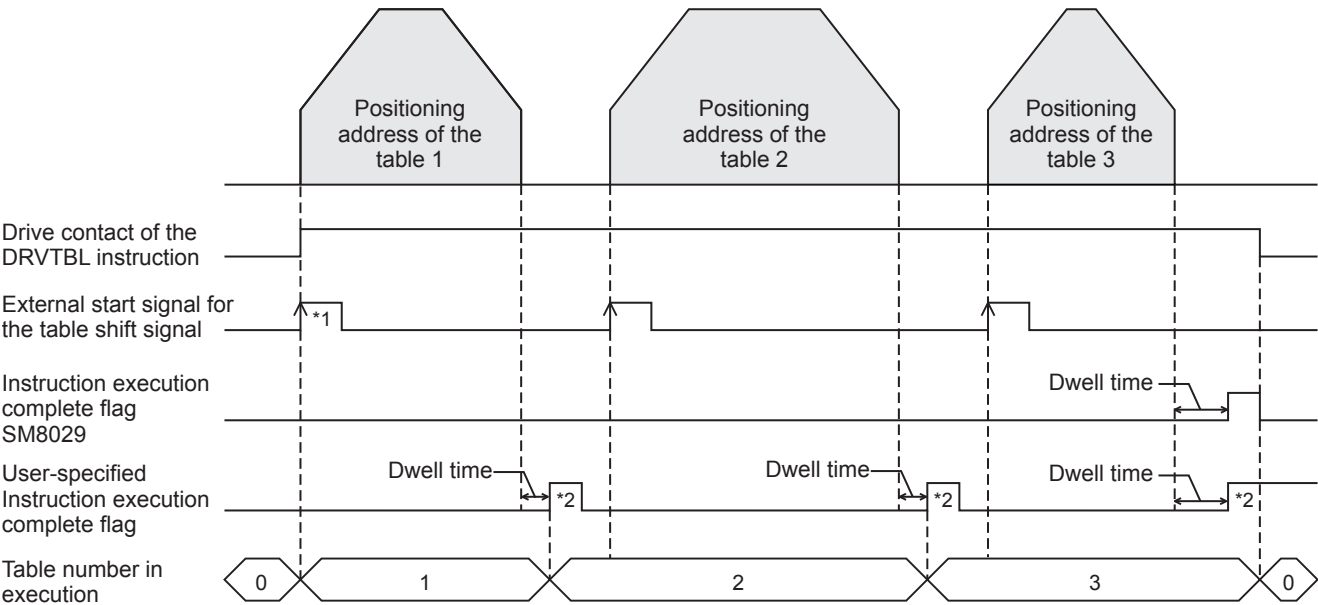 Positioning
address of the
table 1
Positioning
address of the
table 2
Positioning
address of the
table 3
Drive contact of the
DRVTBL instruction
External start signal for
the table shift signal
*1
Instruction execution
complete flag
SM8029
Dwell time
User-specified
Instruction execution
complete flag
Dwell time
*2
Dwell time
*2
Dwell time
*2
Table number in
execution
0
1
2
3
0